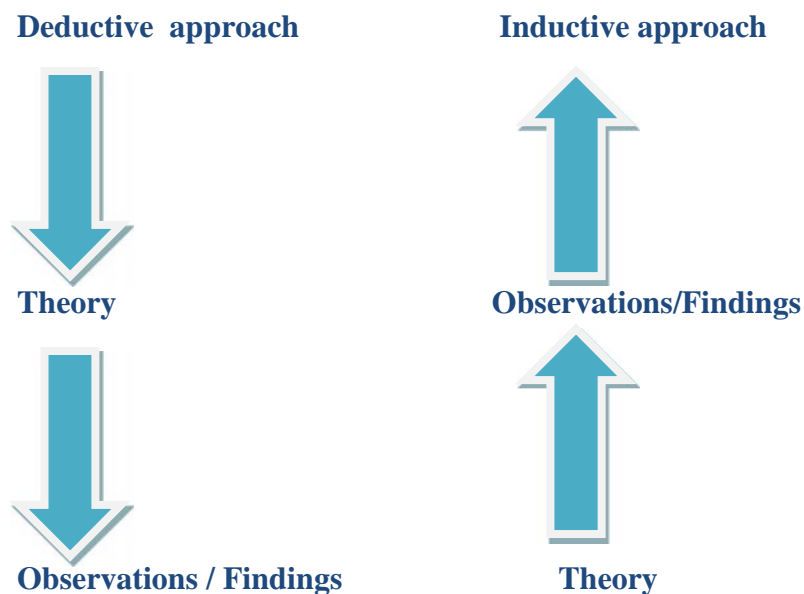 Deductive approach
Inductive approach
Theory
Observations/Findings
Observations / Findings
Theory